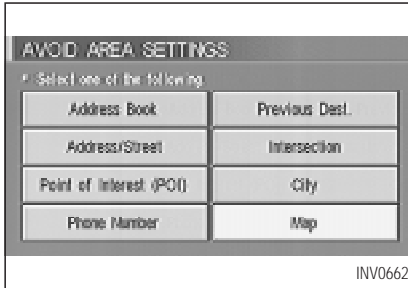 AVOID AREA SETTINGS
Select one of the following.
Address Book
Previous Dest.
Address/Street
Intersection
Point of Interest (POI)
City
Phone Number
Map
INV0662